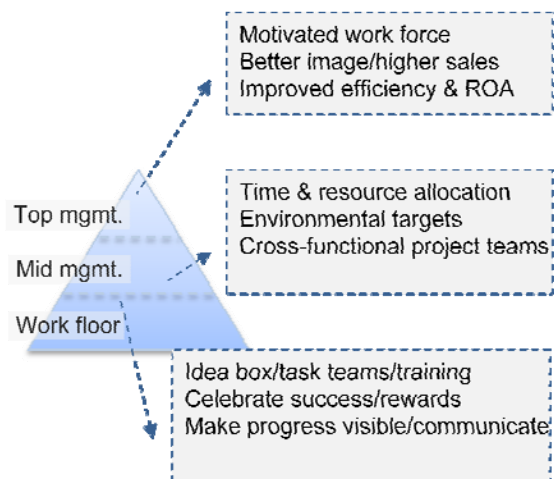 Motivated work force
Better image/higher sales
Improved efficiency & ROA
Top mgmt.
Time & resource allocation
Environmental targets
Cross-functional project teams
Mid mgmt.
Work floor
Idea box/task teams/training
Celebrate success/rewards
Make progress visible/communicate